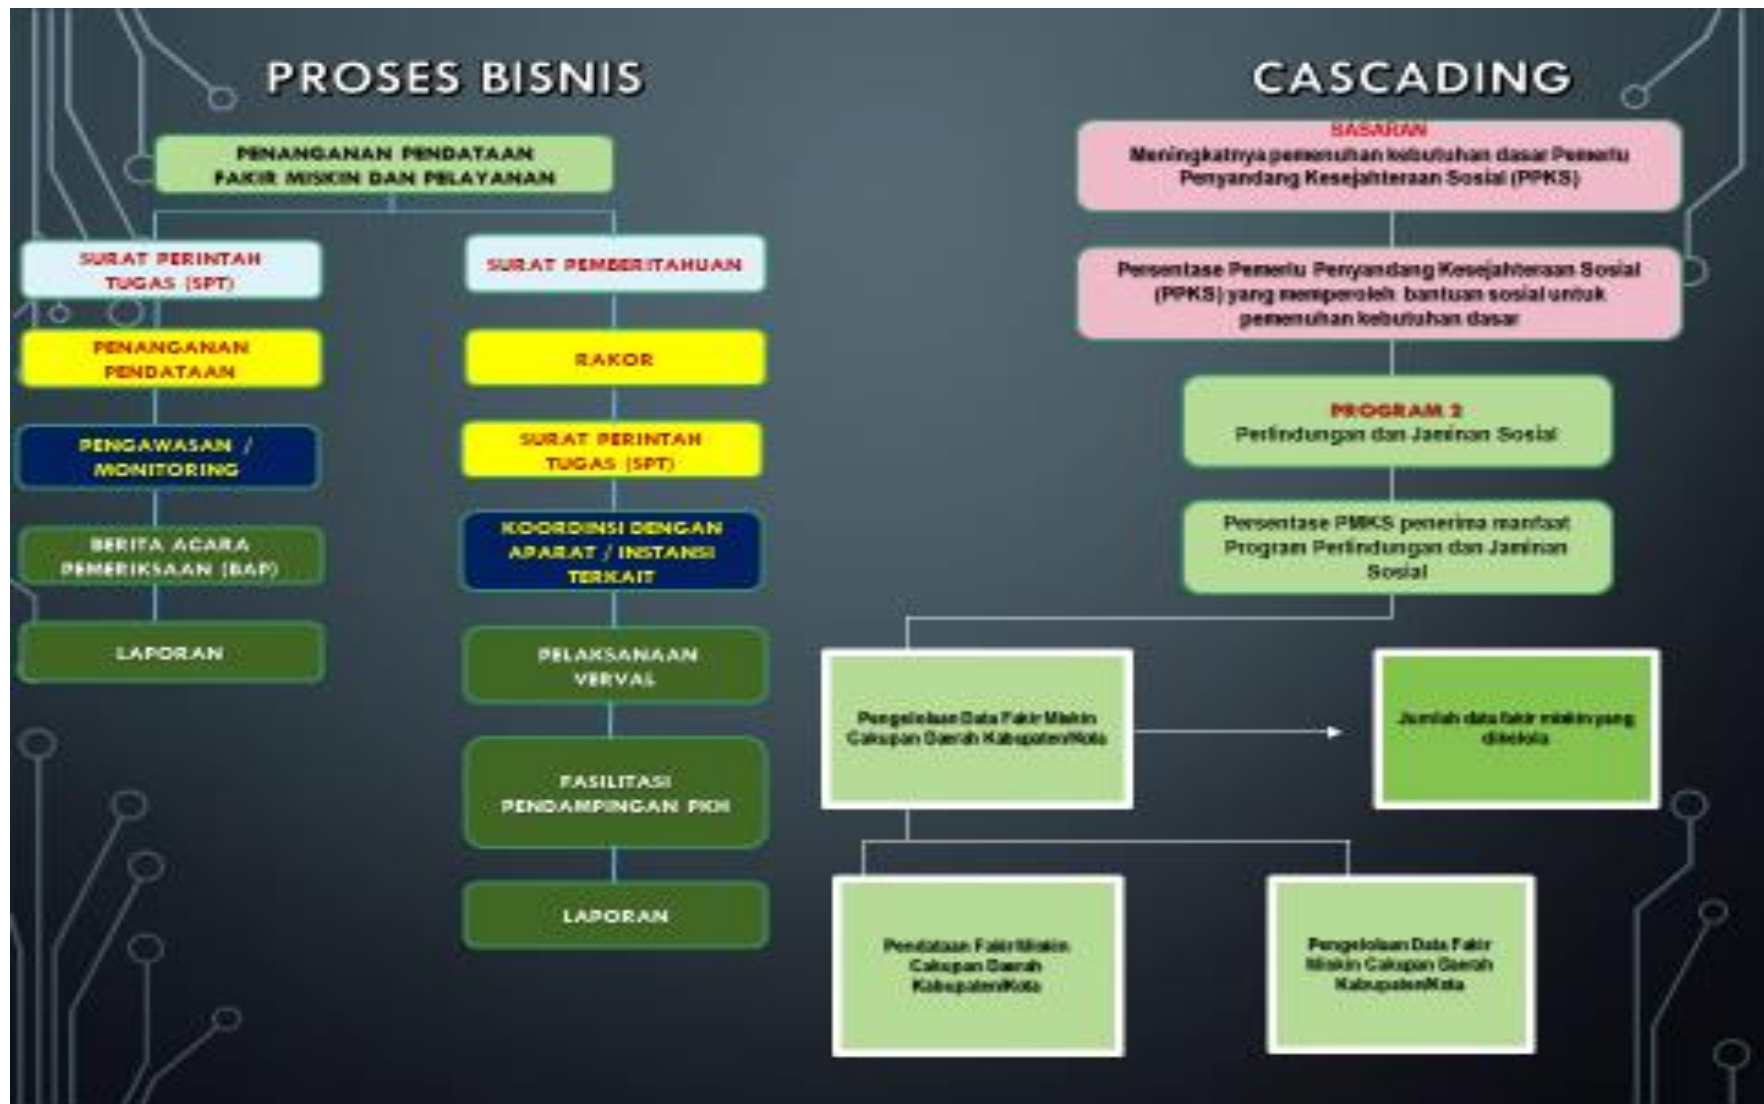 PROSES BISNIS
PENANGANAN PENDATAAN
FAKIR MISKIN DAN PELAYANAN
SURAT PERINTAH
TUGAS (SPT)
PENANGANAN
PENDATAAN
PENGAWASAN /
MONITORING
BERITA ACARA
PEMERIKSAAN (BAP)
LAPORAN
SURAT PEMBERITAHUAN
RAKOR
SURAT PERINTAH
TUGAS (SPT)
KOORDINSI DENGAN
APARAT / INSTANSI
TERKAIT
PELAKSANAAN
VERVAL
FASILITASI
PENDAMPINGAN PKH
LAPORAN
CASCADING
SASARAN
Meningkatnya pemenuhan kebutuhan dasar Pemerlu
Penyandang Kesejahteraan Sosial (PPKS)
Persentase Pemerlu Penyandang Kesejahteraan Sosial
(PPKS) yang memperoleh bantuan sosial untuk
pemenuhan kebutuhan dasar
PROGRAM 2
Perlindungan dan Jaminan Sosial
Persentase PMKS penerima manfaat
Program Perlindungan dan Jaminan
Sosial
Pengelolaan Data Fakir Miskin
Cakupan Daerah Kabupaten/Kota
Jumlah data fakir miskin yang
dikelola
Pendataan Fakir Miskin
Cakupan Daerah
Kabupaten/Kota
Pengelolaan Data Fakir
Miskin Cakupan Daerah
Kabupaten/Kota